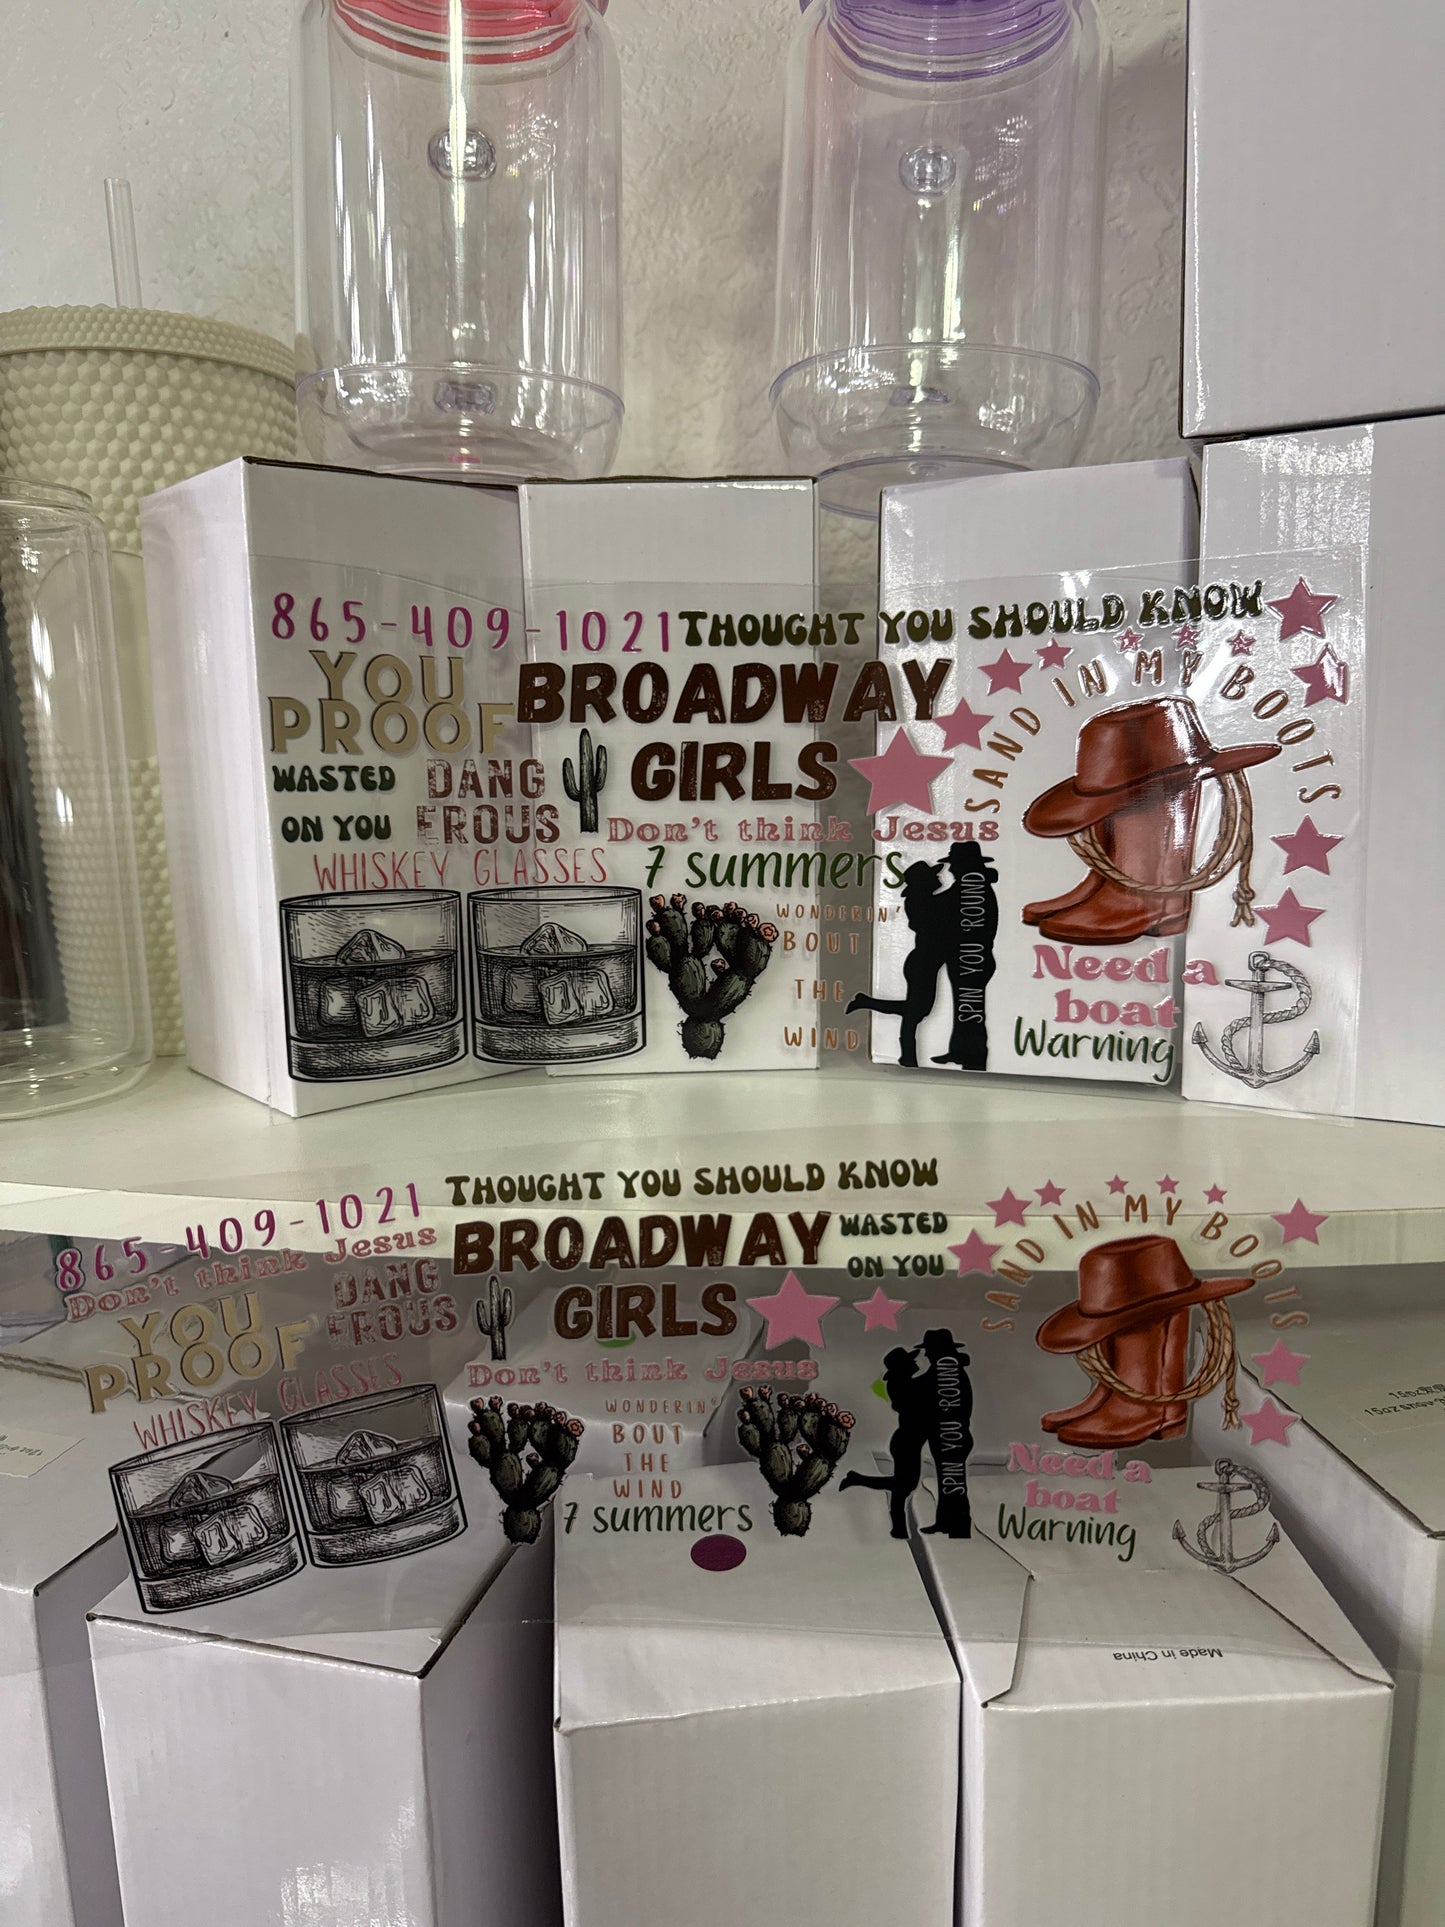 865-409-1021
THOUGHT YOU SHOULD KNOW
YOU
PROOF
BROADWAY
GIRLS
SAND IN MY BOOTS
WASTED
ON YOU
DANG
EROUS
Don't think Jesus
WHISKEY GLASSES
7 summers
WONDERIN'
BOUT
THE
WIND
SPIN YOU 'ROUND
Need a
boat
Warning
865-409-1021
Don't think Jesus
THOUGHT YOU SHOULD KNOW
YOU
PROOF
DANG
EROUS
BROADWAY
GIRLS
WASTED
ON YOU
SAND IN MY BOOTS
WHISKEY GLASSES
Don't think Jesus
WONDERIN'
BOUT
THE
WIND
7 summers
SPIN YOU 'ROUND
Need a
boat
Warning
Made in China